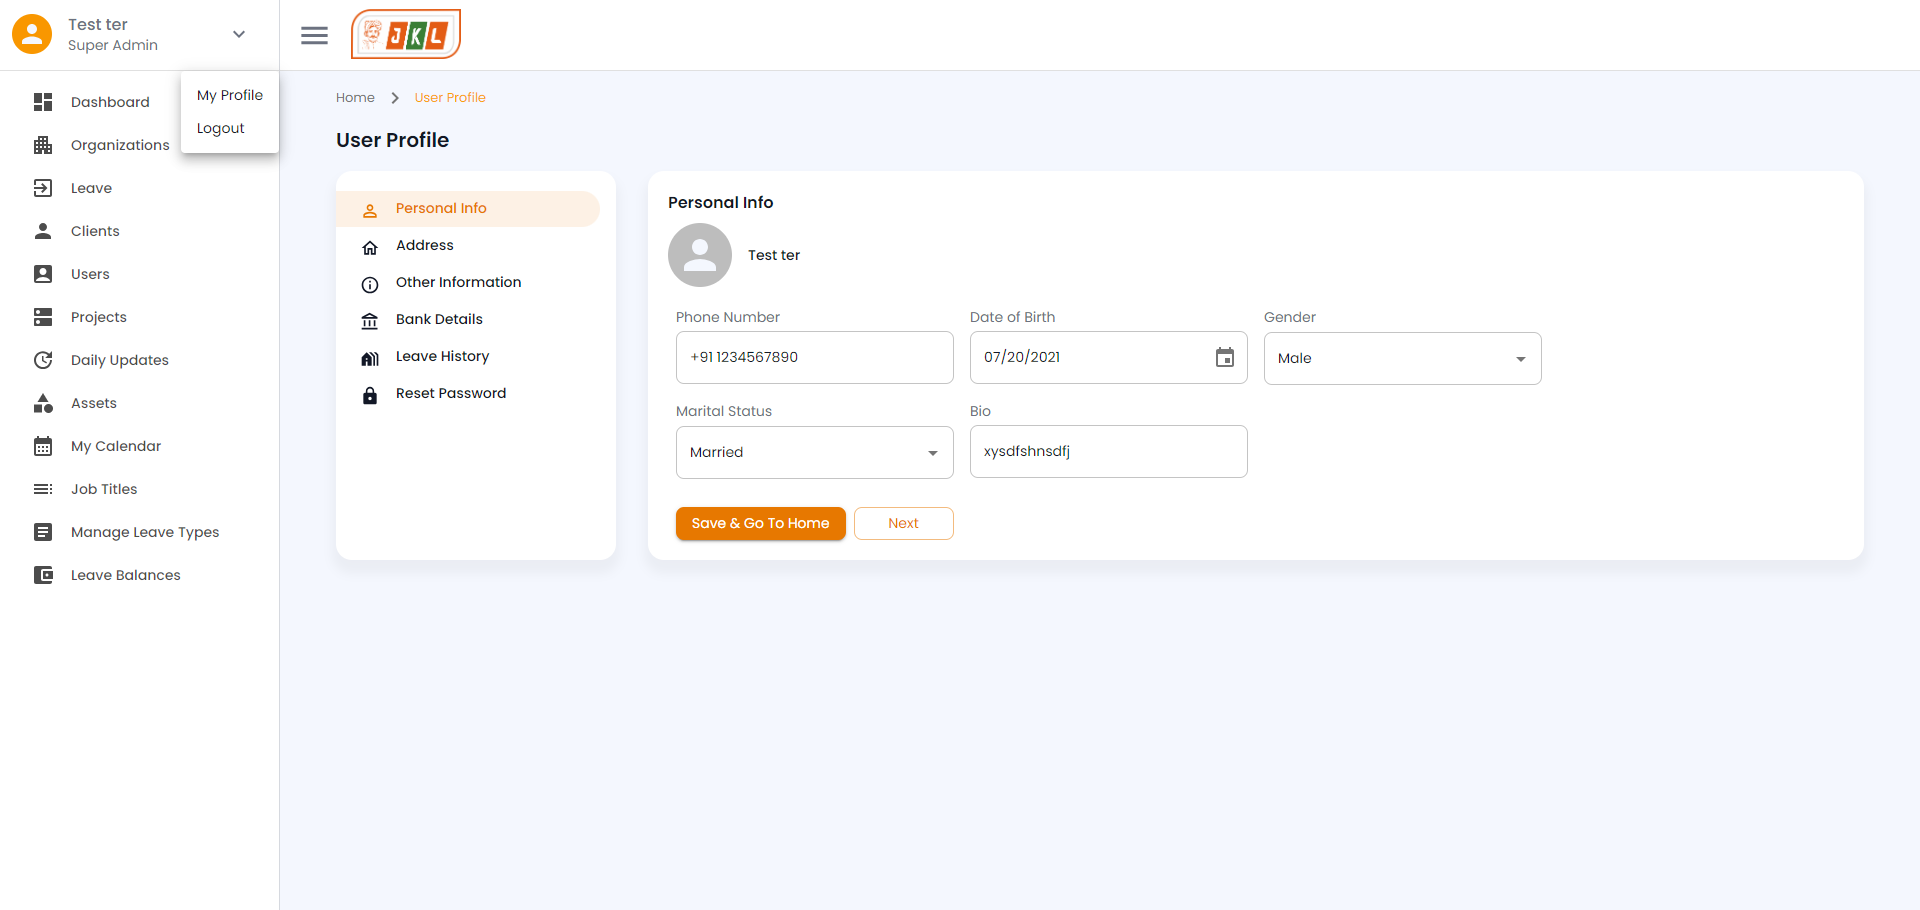 Test ter
Super Admin
JKL
My Profile
Logout
Dashboard
Organizations
Leave
Clients
Users
Projects
Daily Updates
Assets
My Calendar
Job Titles
Manage Leave Types
Leave Balances
Home
User Profile
User Profile
Personal Info
Address
Other Information
Bank Details
Leave History
Reset Password
Personal Info
Test ter
Phone Number
Date of Birth
Gender
+91 1234567890
07/20/2021
Male
Marital Status
Bio
Married
xysdfshnsdfj
Save & Go To Home
Next